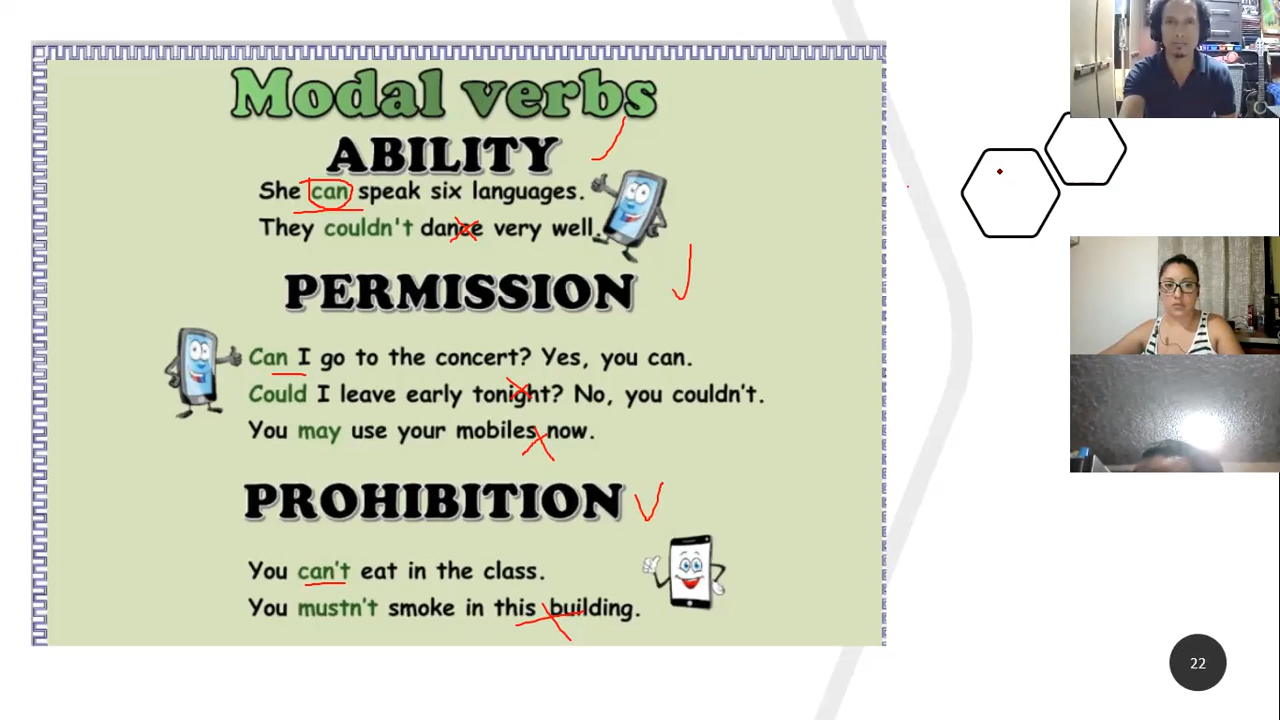 Modal verbs
ABILITY
She can speak six languages.
They couldn't dance very well.
PERMISSION
Can I go to the concert? Yes, you can.
Could I leave early tonight? No, you couldn't.
You may use your mobiles now.
PROHIBITION
You can't eat in the class.
You mustn't smoke in this building.
22